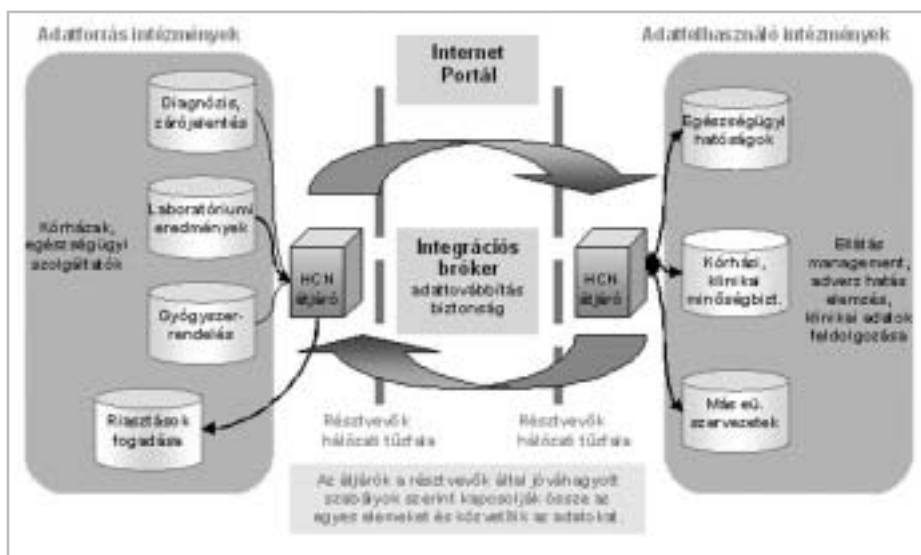 Adatforrás intézmények
Adatfelhasználó intézmények
Internet
Portál
Diagnózis,
zárójelentés
Egészségügyi
hatóságok
Laboratóriumi
eredmények
Kórházak,
egészségügyi
szolgáltatók
HCN
átjáró
Integrációs
bróker
adattovábbítás
biztonság
HCN
átjáró
Kórházi,
klinikai
minőségbizt.
Ellátás
management,
advers hatás
elemzés,
klinikai adatok
feldolgozása
Gyógyszer-
rendelés
Riasztások
fogadása
Más eü.
szervezetek
Résztvevők
hálózati tűzfala
Résztvevők
hálózati tűzfala
Az átjárók a résztvevők által jóváhagyott
szabályok szerint kapcsolják össze az
egyes elemeket és közvetítik az adatokat.